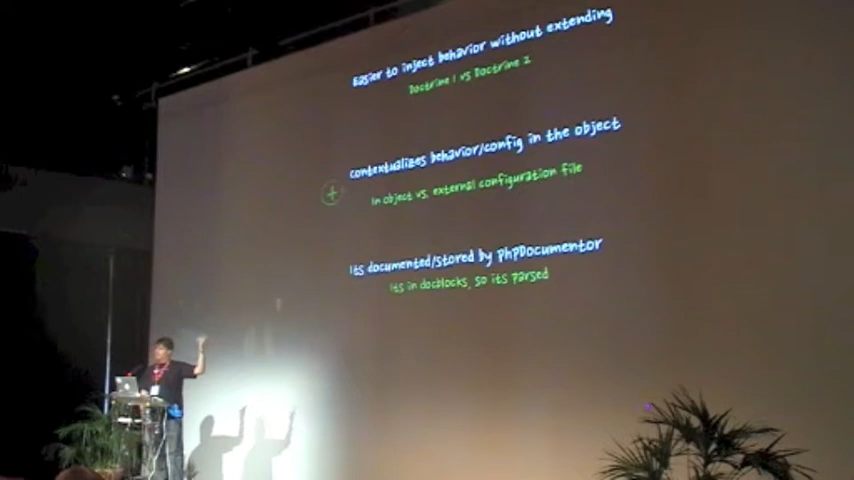 Easier to inject behavior without extending
Doctrine 1 vs Doctrine 2
contextualizes behavior/config in the object
In object vs. external configuration file
Its documented/stored by phpDocumentor
Its in docblocks, so its parsed